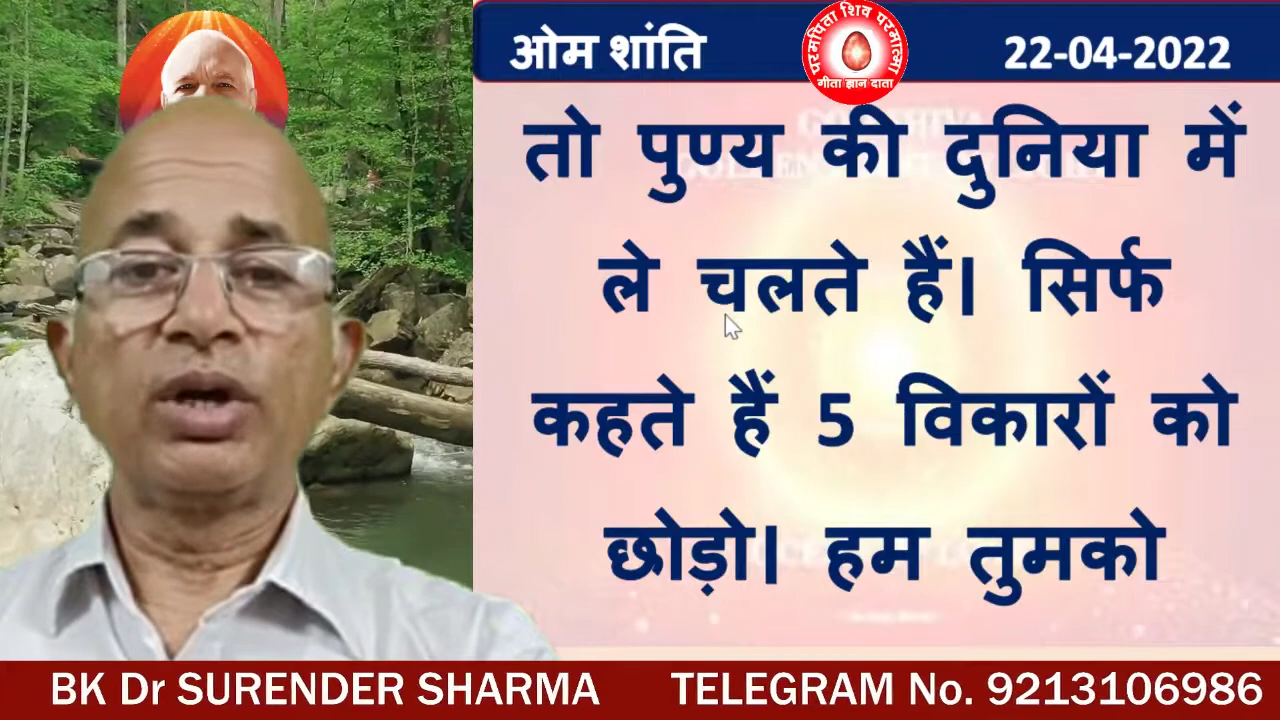 ओम शांति
परमपिता शिव परमात्मा
गीता ज्ञान दाता
22-04-2022
तो पुण्य की दुनिया में
ले चलते हैं। सिर्फ
कहते हैं 5 विकारों को
छोड़ो। हम तुमको
BK Dr SURENDER SHARMA
TELEGRAM No. 9213106986